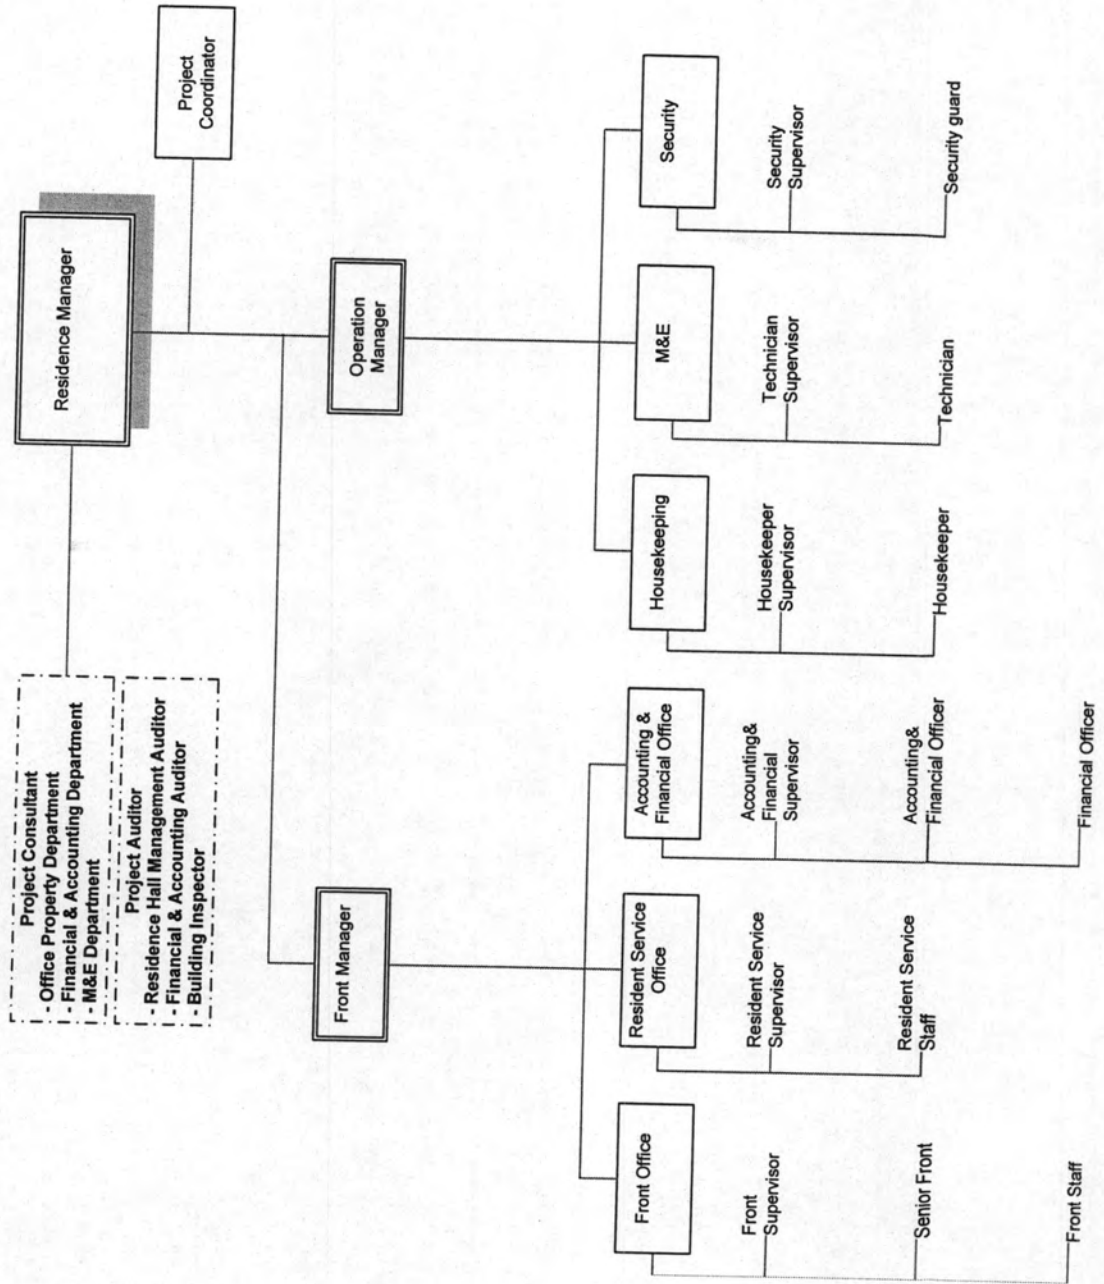 Project Consultant
- Office Property Department
- Financial & Accounting Department
- M&E Department
Project Auditor
- Residence Hall Management Auditor
- Financial & Accounting Auditor
- Building Inspector
Residence Manager
Project
Coordinator
Front Manager
Operation
Manager
Front Office
Resident Service
Office
Accounting &
Financial Office
Housekeeping
M&E
Security
Front
Supervisor
Resident Service
Supervisor
Accounting&
Financial
Supervisor
Housekeeper
Supervisor
Technician
Supervisor
Security
Supervisor
Senior Front
Resident Service
Staff
Accounting&
Financial Officer
Housekeeper
Technician
Security guard
Front Staff
Financial Officer